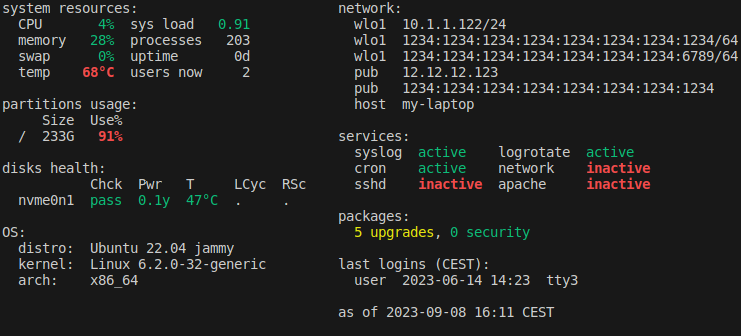 system resources:
CPU 4% sys load 0.91
memory 28% processes 203
swap 0% uptime 0d
temp 68°C users now 2
partitions usage:
Size Use%
/ 233G 91%
disks health:
Chck Pwr T LCyc RSc
nvme0n1 pass 0.1y 47°C . .
OS:
distro: Ubuntu 22.04 jammy
kernel: Linux 6.2.0-32-generic
arch: x86_64
network:
wlo1 10.1.1.122/24
wlo1 1234:1234:1234:1234:1234:1234:1234:1234/64
wlo1 1234:1234:1234:1234:1234:1234:1234:6789/64
pub 12.12.12.123
pub 1234:1234:1234:1234:1234:1234:1234:1234
host my-laptop
services:
syslog active logrotate active
cron active network inactive
sshd inactive apache inactive
packages:
5 upgrades, 0 security
last logins (CEST):
user 2023-06-14 14:23 tty3
as of 2023-09-08 16:11 CEST